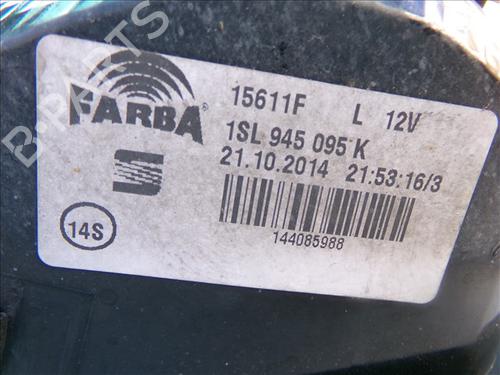 B-PARTS
FARBA
15611F L 12V
1SL 945 095 K
21.10.2014 21:53:16/3
S
14S
144085988